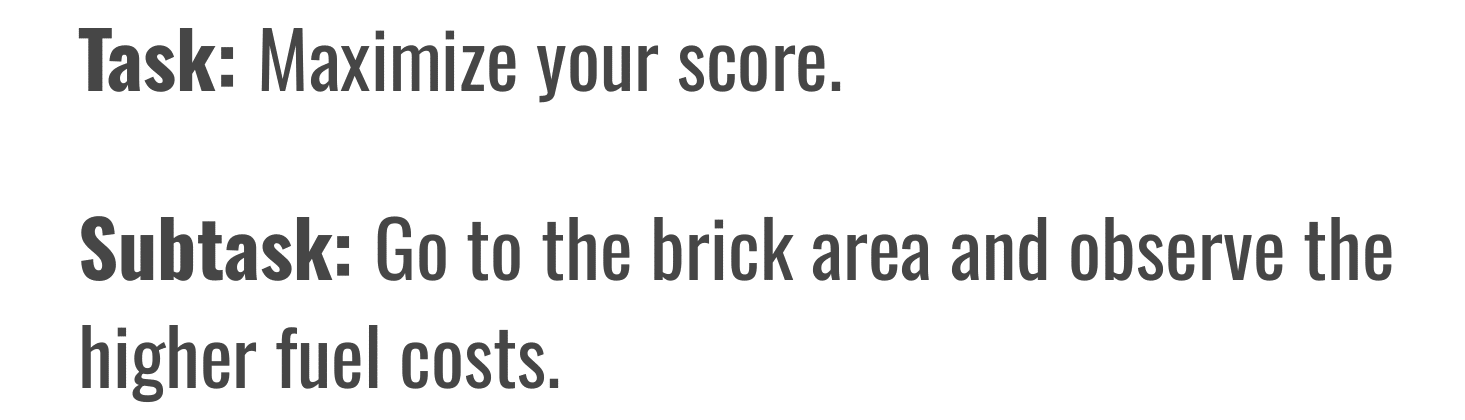 Task: Maximize your score.
Subtask: Go to the brick area and observe the
higher fuel costs.